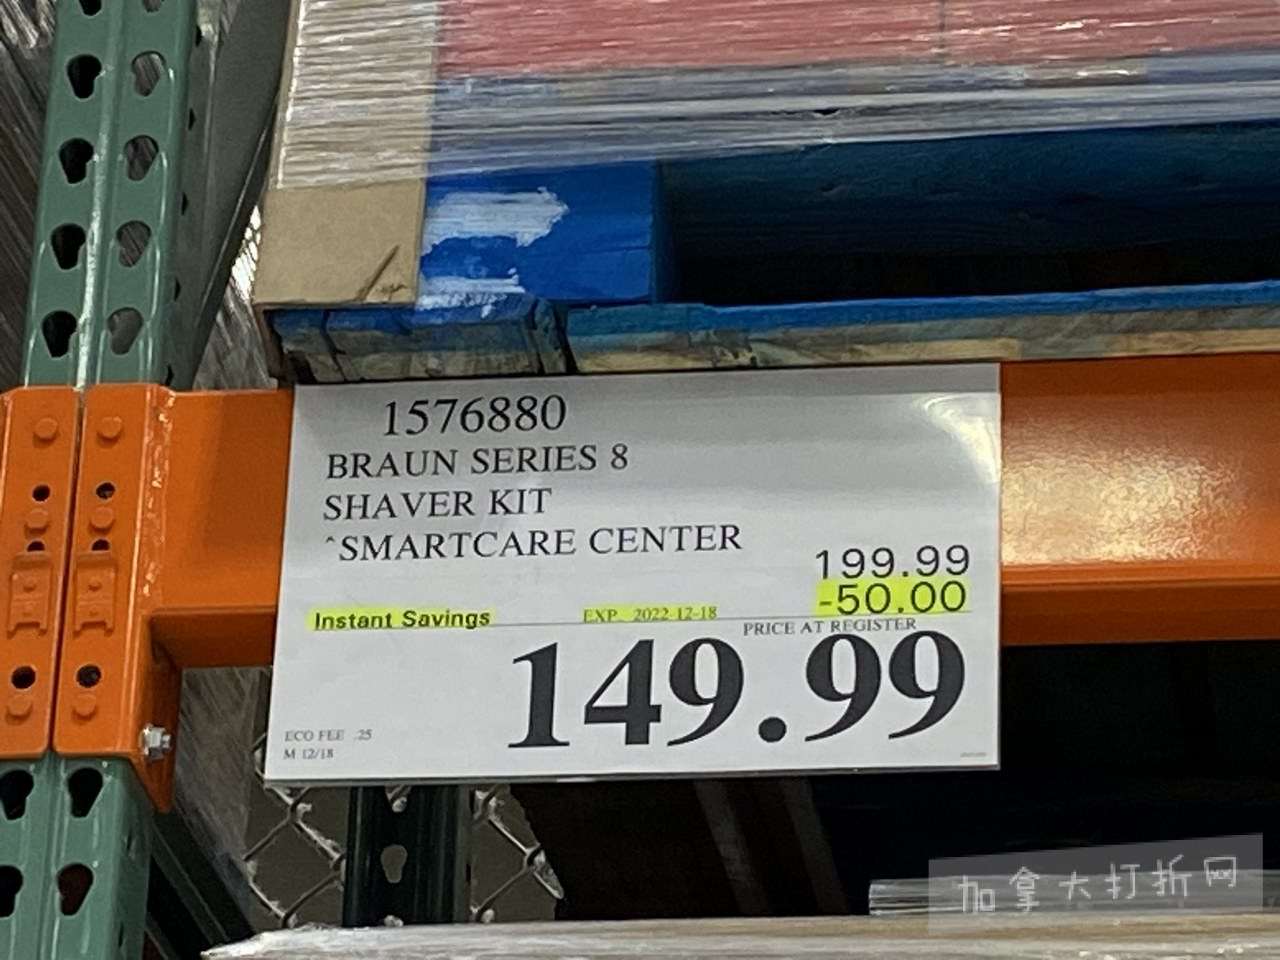 1576880
BRAUN SERIES 8
SHAVER KIT
^SMARTCARE CENTER
199.99
-50.00
Instant Savings EXP. 2022-12-18
PRICE AT REGISTER
149.99
ECO FEE .25
M 12/18
加拿大打折网